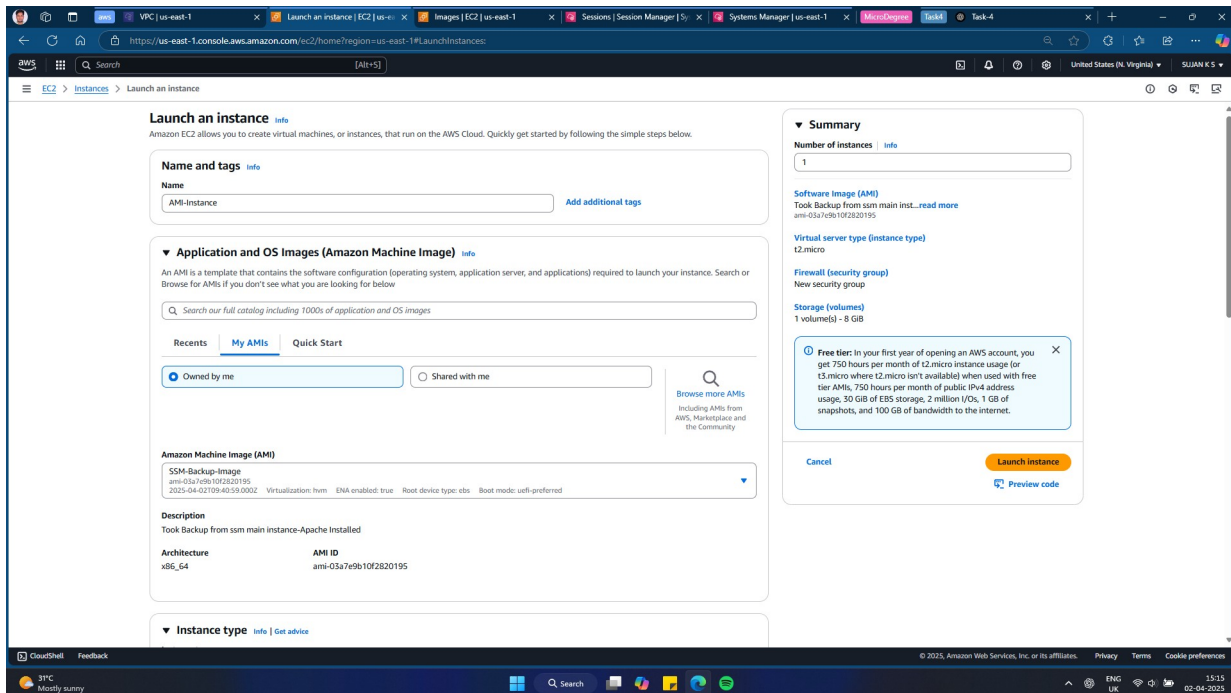 aws
VPC | us-east-1
Launch an instance | EC2 | us-ea
Images | EC2 | us-east-1
Sessions | Session Manager | Sy
Systems Manager | us-east-1
MicroDegree
Task4
Task-4
https://us-east-1.console.aws.amazon.com/ec2/home?region=us-east-1#LaunchInstances:
aws
Search
[Alt+S]
United States (N. Virginia)
SUJAN K S
EC2 > Instances > Launch an instance
Launch an instance Info
Amazon EC2 allows you to create virtual machines, or instances, that run on the AWS Cloud. Quickly get started by following the simple steps below.
Name and tags Info
Name
AMI-Instance
Add additional tags
Application and OS Images (Amazon Machine Image) Info
An AMI is a template that contains the software configuration (operating system, application server, and applications) required to launch your instance. Search or
Browse for AMIs if you don't see what you are looking for below
Search our full catalog including 1000s of application and OS images
Recents
My AMIs
Quick Start
Owned by me
Shared with me
Browse more AMIs
Including AMIs from
AWS, Marketplace and
the Community
Amazon Machine Image (AMI)
SSM-Backup-Image
ami-03a7e9b10f2820195
2025-04-02T09:40:59.000Z Virtualization: hvm ENA enabled: true Root device type: ebs Boot mode: uefi-preferred
Description
Took Backup from ssm main instance-Apache Installed
Architecture
AMI ID
x86_64
ami-03a7e9b10f2820195
Instance type Info | Get advice
Summary
Number of instances | Info
1
Software Image (AMI)
Took Backup from ssm main inst...read more
ami-03a7e9b10f2820195
Virtual server type (instance type)
t2.micro
Firewall (security group)
New security group
Storage (volumes)
1 volume(s) - 8 GiB
Free tier: In your first year of opening an AWS account, you
get 750 hours per month of t2.micro instance usage (or
t3.micro where t2.micro isn't available) when used with free
tier AMIs, 750 hours per month of public IPv4 address
usage, 30 GiB of EBS storage, 2 million I/Os, 1 GB of
snapshots, and 100 GB of bandwidth to the internet.
Cancel
Launch instance
Preview code
CloudShell
Feedback
© 2025, Amazon Web Services, Inc. or its affiliates.
Privacy
Terms
Cookie preferences
31°C
Mostly sunny
Search
ENG
UK
15:15
02-04-2025